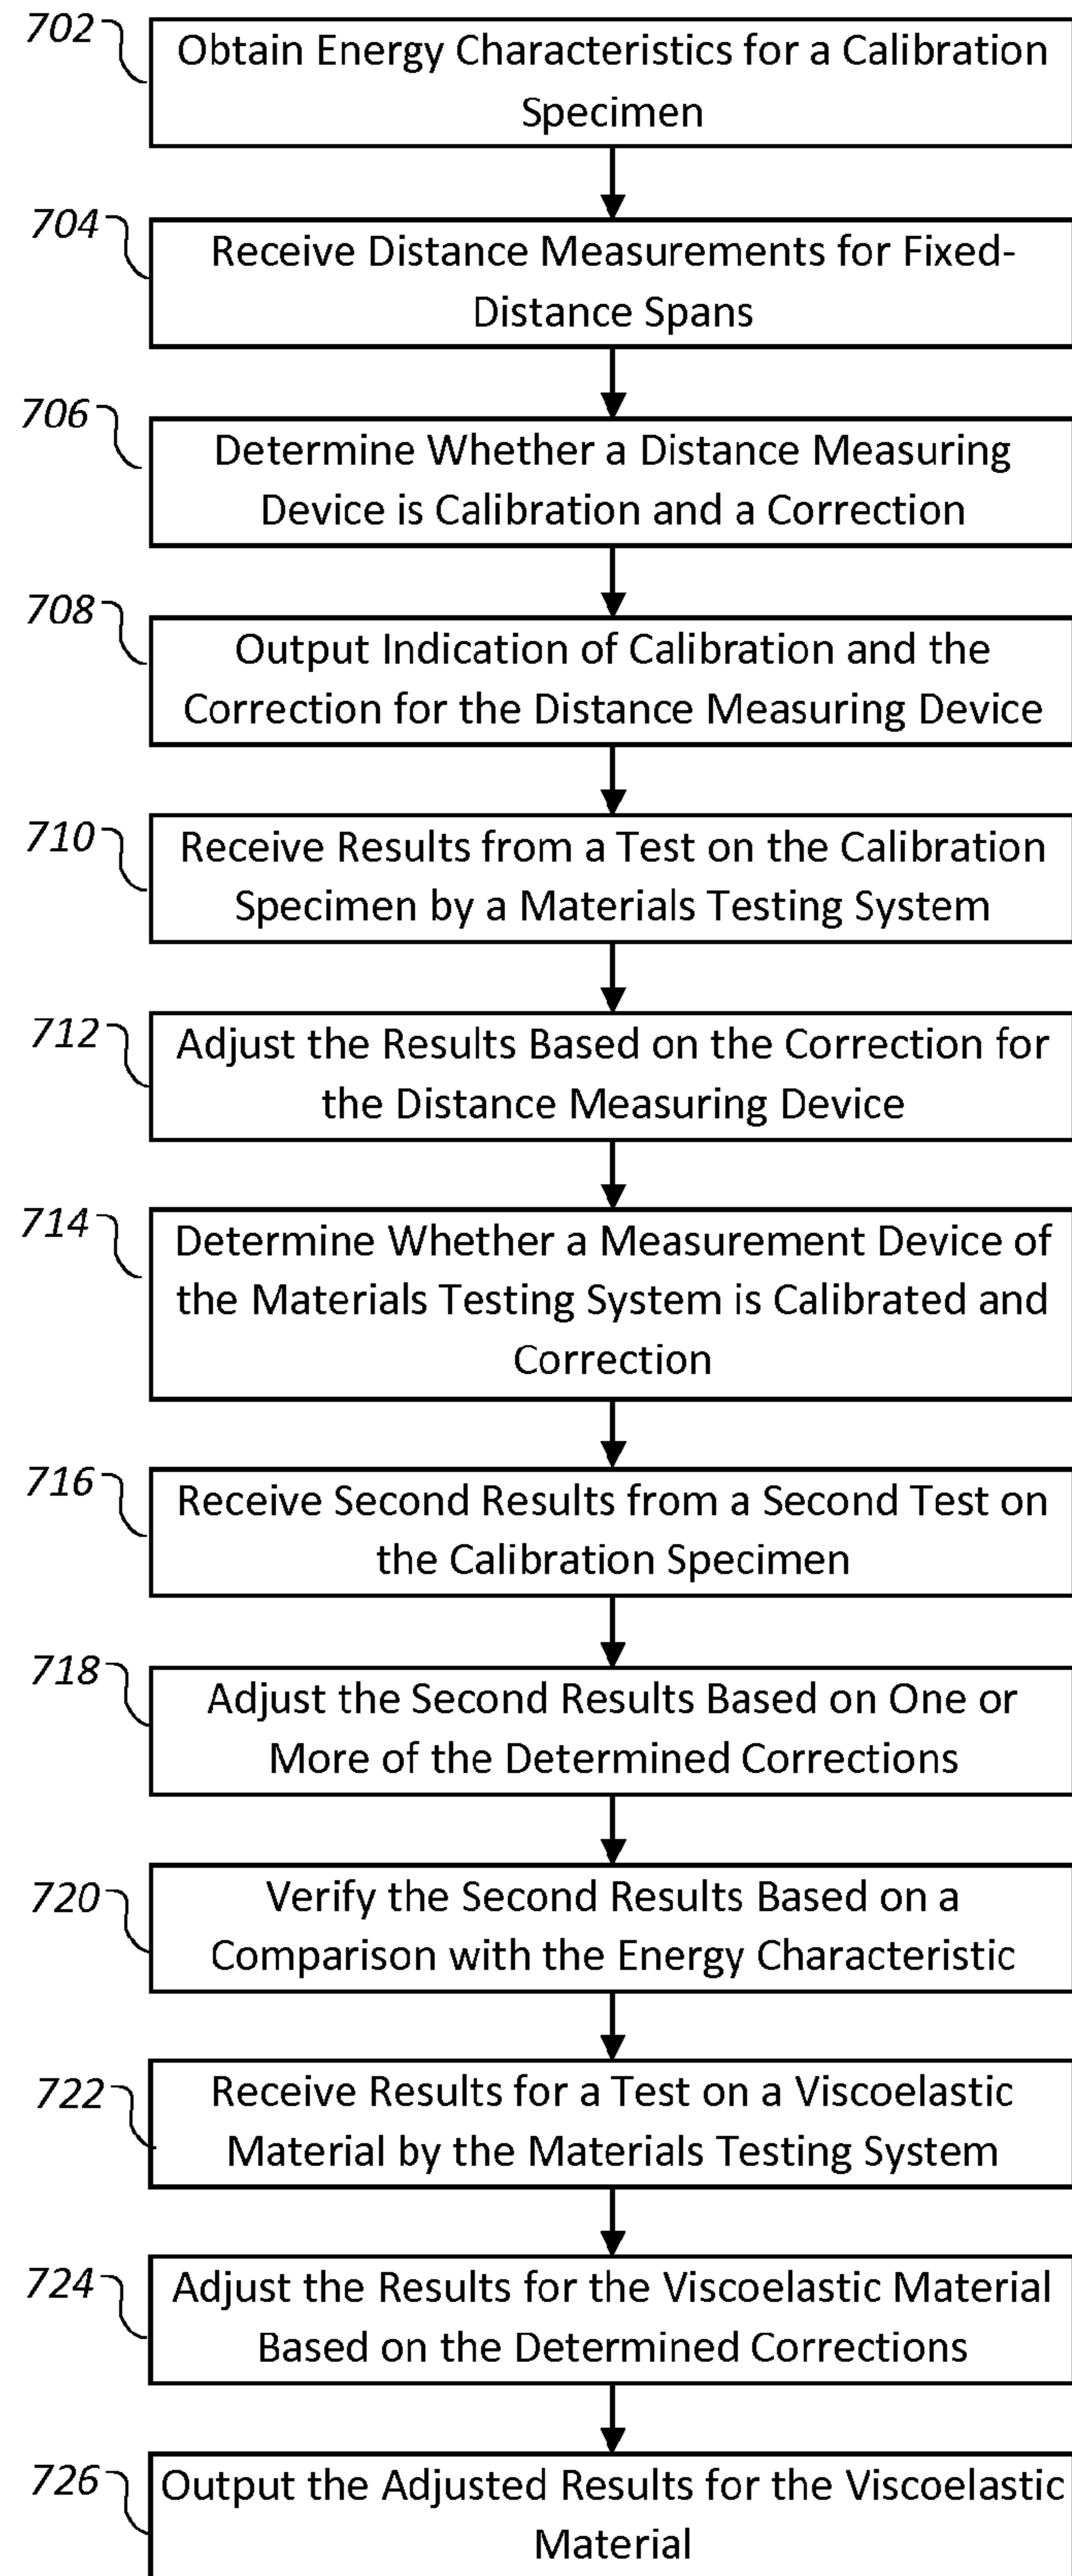 702
Obtain Energy Characteristics for a Calibration
Specimen
704
Receive Distance Measurements for Fixed-
Distance Spans
706
Determine Whether a Distance Measuring
Device is Calibration and a Correction
708
Output Indication of Calibration and the
Correction for the Distance Measuring Device
710
Receive Results from a Test on the Calibration
Specimen by a Materials Testing System
712
Adjust the Results Based on the Correction for
the Distance Measuring Device
714
Determine Whether a Measurement Device of
the Materials Testing System is Calibrated and
Correction
716
Receive Second Results from a Second Test on
the Calibration Specimen
718
Adjust the Second Results Based on One or
More of the Determined Corrections
720
Verify the Second Results Based on a
Comparison with the Energy Characteristic
722
Receive Results for a Test on a Viscoelastic
Material by the Materials Testing System
724
Adjust the Results for the Viscoelastic Material
Based on the Determined Corrections
726
Output the Adjusted Results for the Viscoelastic
Material